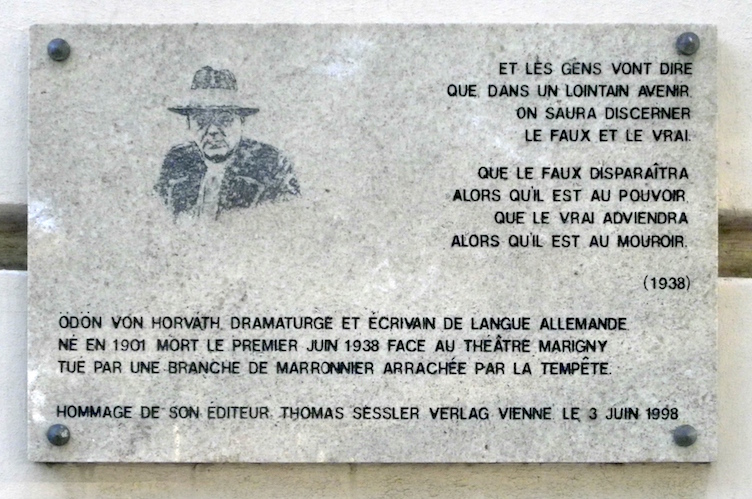 ET LES GENS VONT DIRE
QUE, DANS UN LOINTAIN AVENIR,
ON SAURA DISCERNER
LE FAUX ET LE VRAI.
QUE LE FAUX DISPARAÎTRA
ALORS QU'IL EST AU POUVOIR,
QUE LE VRAI ADVIENDRA
ALORS QU'IL EST AU MOUROIR.
(1938)
ÖDÖN VON HORVATH, DRAMATURGE ET ÉCRIVAIN DE LANGUE ALLEMANDE,
NÉ EN 1901 MORT LE PREMIER JUIN 1938 FACE AU THÉÂTRE MARIGNY
TUÉ PAR UNE BRANCHE DE MARRONNIER ARRACHÉE PAR LA TEMPÊTE.
HOMMAGE DE SON ÉDITEUR, THOMAS SESSLER VERLAG VIENNE, LE 3 JUIN 1998